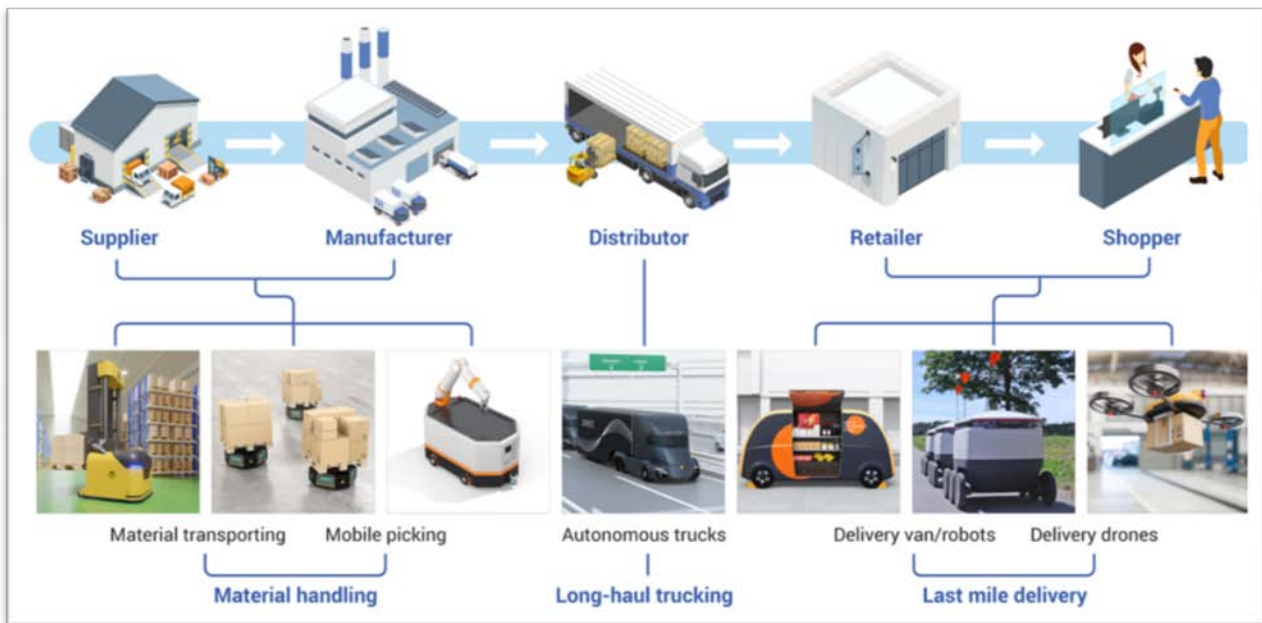 Supplier
Manufacturer
Distributor
Retailer
Shopper
Material transporting
Mobile picking
Autonomous trucks
Delivery van/robots
Delivery drones
Material handling
Long-haul trucking
Last mile delivery